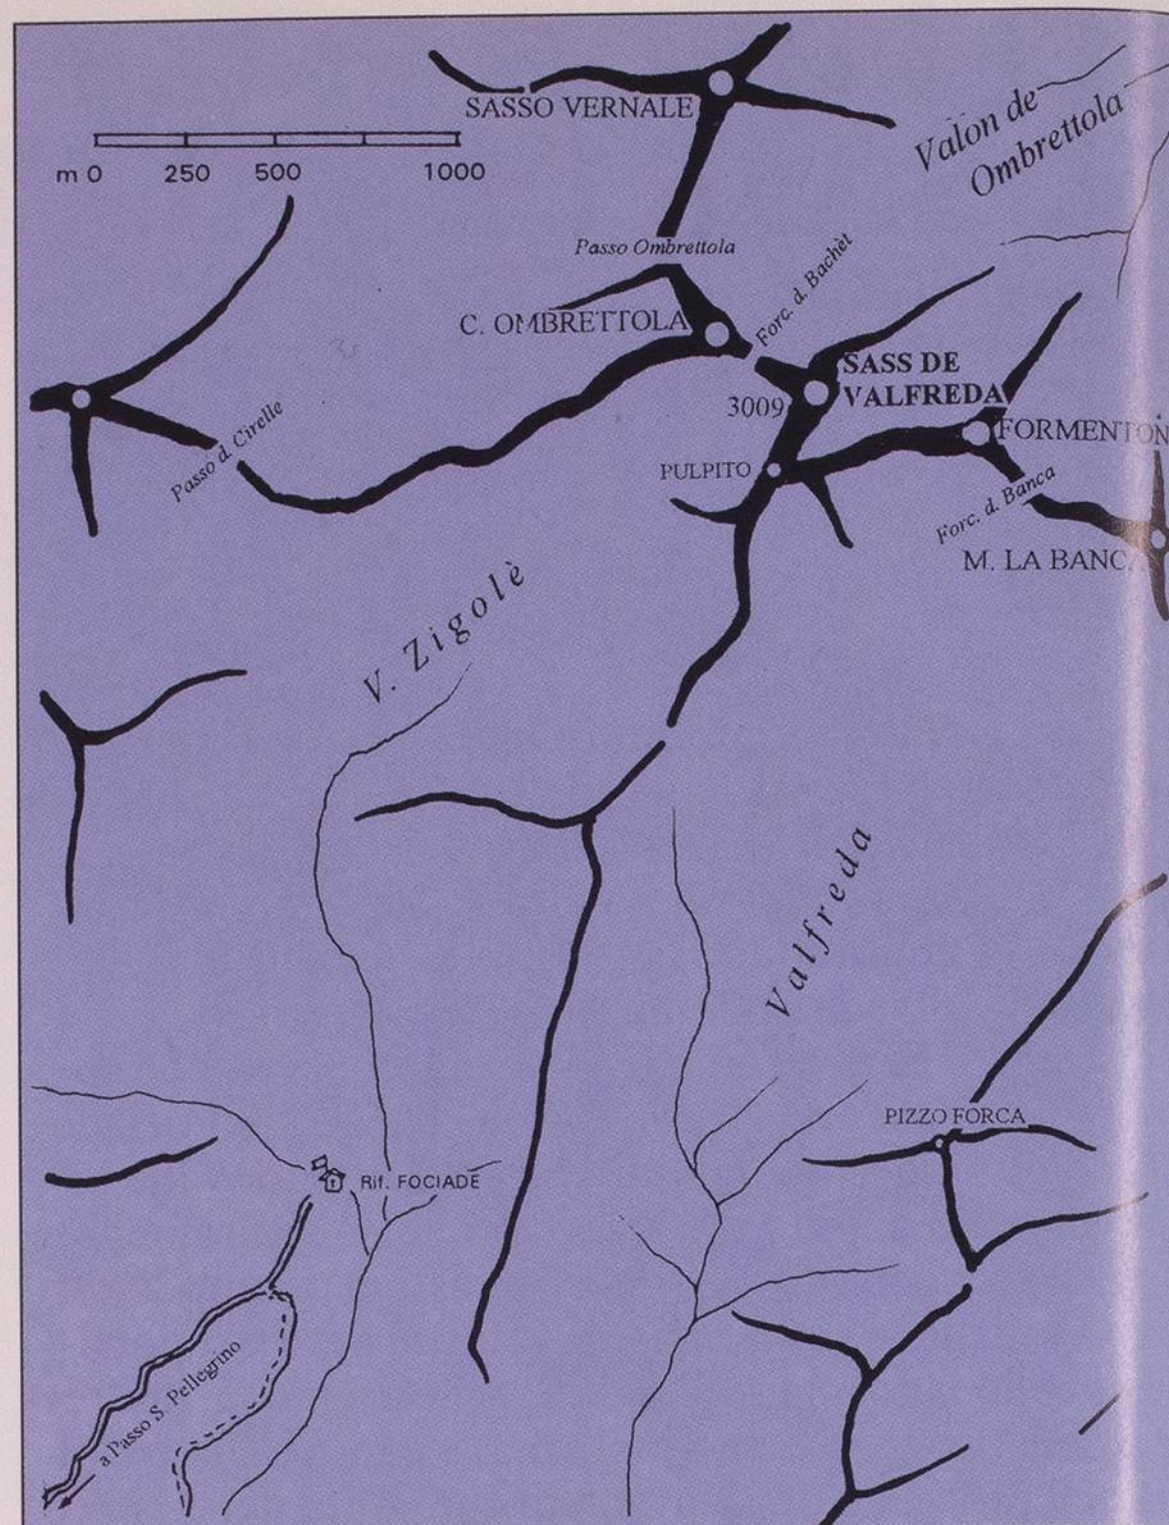 SASSO VERNALE
m 0 250 500 1000
Valon de
Ombrettola
Passo Ombrettola
Forc. d. Bachèt
C. OMBRETTOLA
SASS DE
VALFREDA
3009
FORMENTON
Passo d. Cirelle
PULPITO
Forc. d. Banca
M. LA BANCA
V. Zigolè
Valfreda
PIZZO FORCA
Rif. FOCIADE
a Passo S. Pellegrino